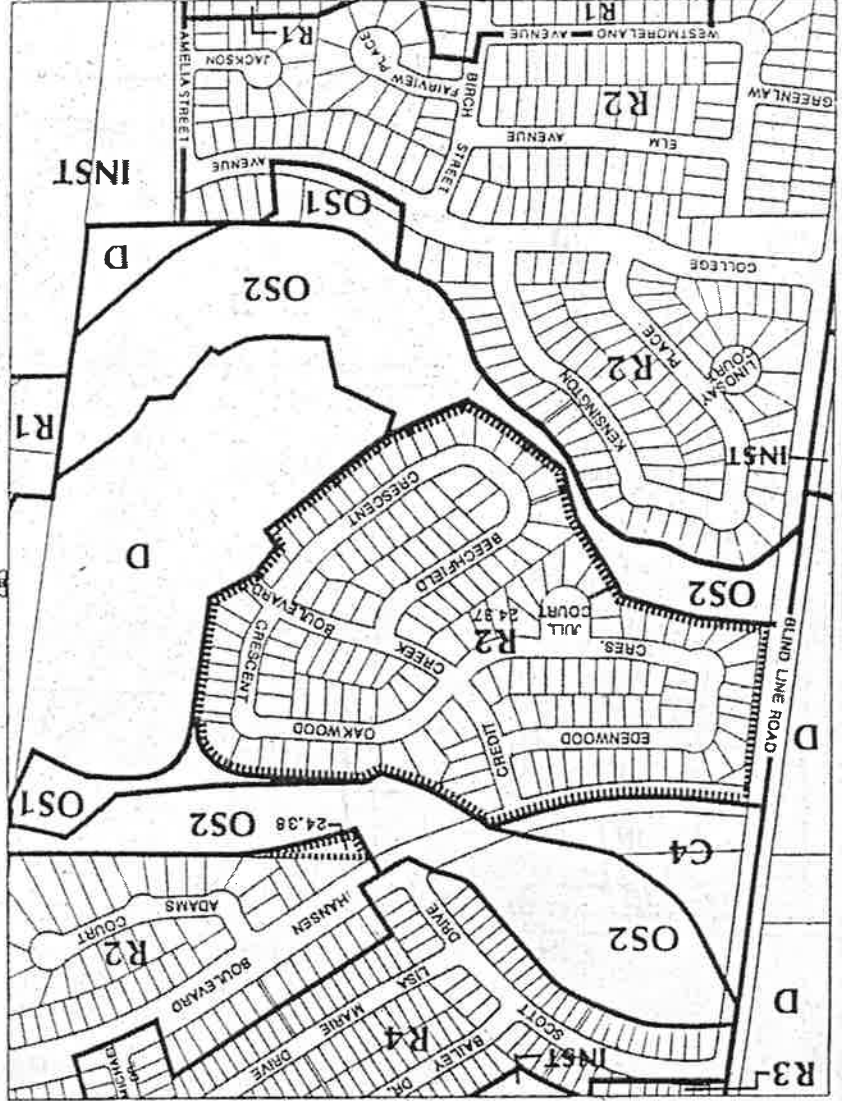 R3
INST
DR.
MICHAEL
BAILEY
DR.
R4
MARIE
DRIVE
LISA
SCOTT
D
DRIVE
BOULEVARD
HANSEN
R2
ADAMS
COURT
OS2
C4
24.38
OS2
OS1
D
BLIND LINE ROAD
EDENWOOD
CREDIT
OAKWOOD
CRES.
CREEK
CRESCENT
R2
24.37
JULL
COURT
BOULEVARD
OS2
BEECHFIELD
D
CRESCENT
INST
KENSINGTON
R1
LINDSAY
COURT
R2
PLACE
OS2
COLLEGE
D
OS1
AVENUE
INST
ELM
AVENUE
BIRCH
STREET
GREENLAW
R2
FAIRVIEW PLACE
JACKSON
AMELIA STREET
WESTMORELAND
AVENUE
R1
R1